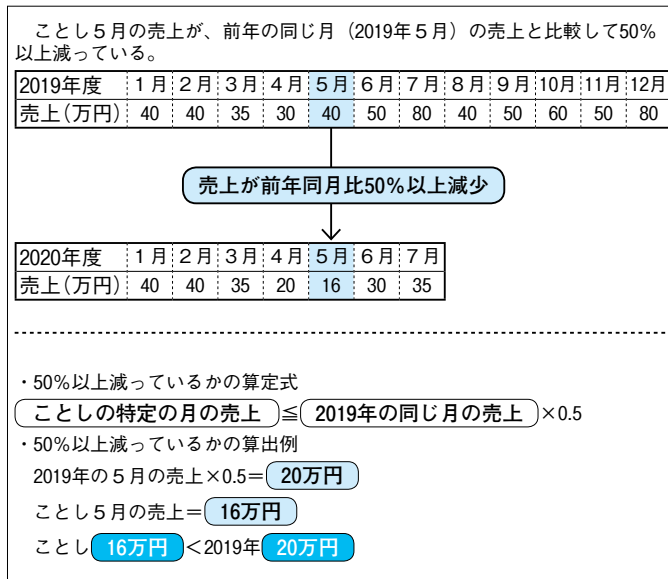 ことし５月の売上が、前年の同じ月（2019年５月）の売上と比較して50%
以上減っている。
2019年度 １月 ２月 ３月 ４月 ５月 ６月 ７月 ８月 ９月 10月 11月 12月
売上（万円） 40 40 35 30 40 50 80 40 50 60 50 80
売上が前年同月比50%以上減少
2020年度 １月 ２月 ３月 ４月 ５月 ６月 ７月
売上（万円） 40 40 35 20 16 30 35
・50%以上減っているかの算定式
ことしの特定の月の売上 ≦ 2019年の同じ月の売上 ×0.5
・50%以上減っているかの算出例
2019年の５月の売上×0.5＝ 20万円
ことし５月の売上＝ 16万円
ことし 16万円 ＜2019年 20万円